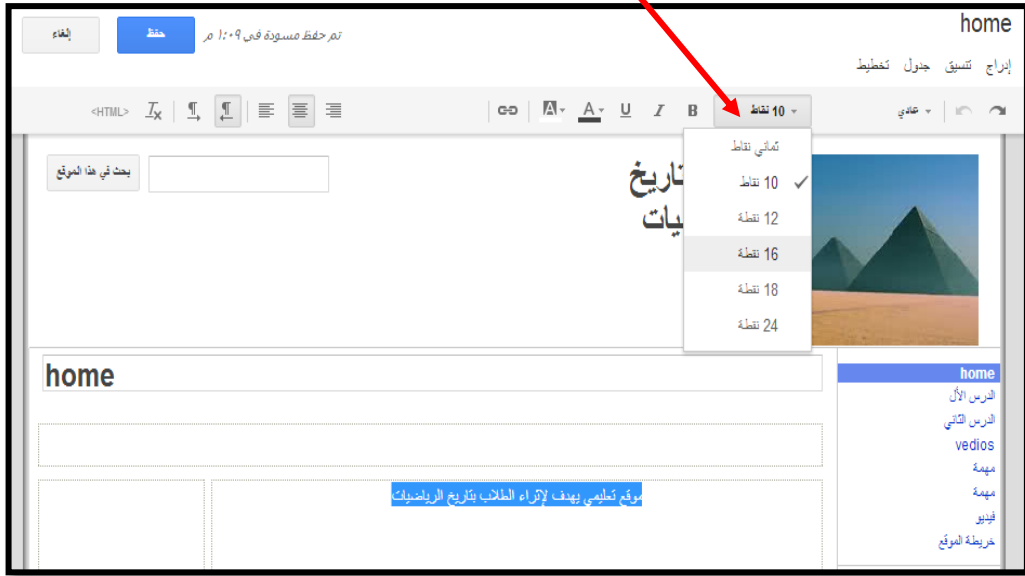 home
تم حفظ مسودة في ١:٠٩ م
حفظ
إلغاء
إدراج تنسيق جدول تخطيط
عادي
10 نقاط
B I U A A
<HTML>
ثماني نقاط
10 نقاط
12 نقطة
16 نقطة
18 نقطة
24 نقطة
تاريخ
يات
بحث في هذا الموقع
home
home
الدرس الأل
الدرس الثاني
vedios
مهمة
مهمة
فيديو
خريطة الموقع
موقع تعليمي يهدف لإثراء الطلاب بتاريخ الرياضيات